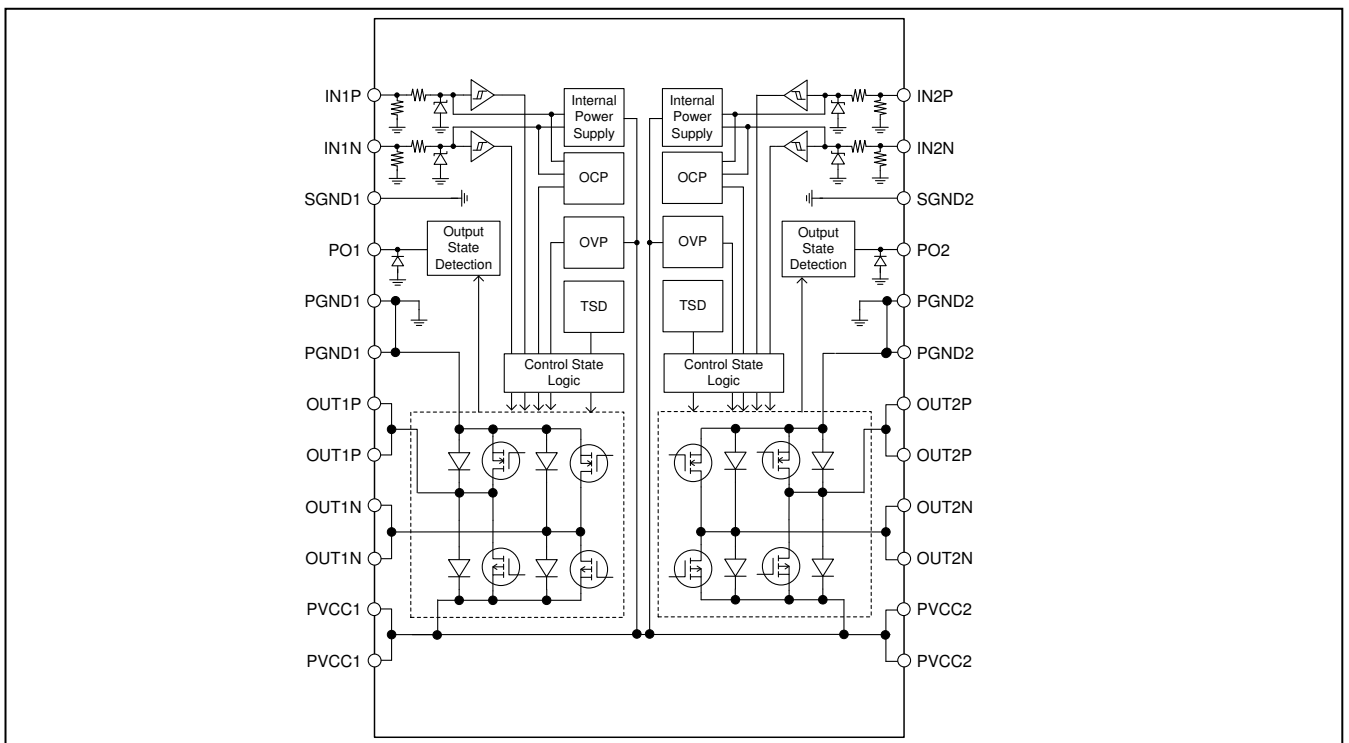 IN1P
IN1N
SGND1
PO1
PGND1
PGND1
OUT1P
OUT1P
OUT1N
OUT1N
PVCC1
PVCC1
Internal
Power
Supply
OCP
OVP
TSD
Output
State
Detection
Control State
Logic
Internal
Power
Supply
OCP
OVP
TSD
Output
State
Detection
Control State
Logic
IN2P
IN2N
SGND2
PO2
PGND2
PGND2
OUT2P
OUT2P
OUT2N
OUT2N
PVCC2
PVCC2